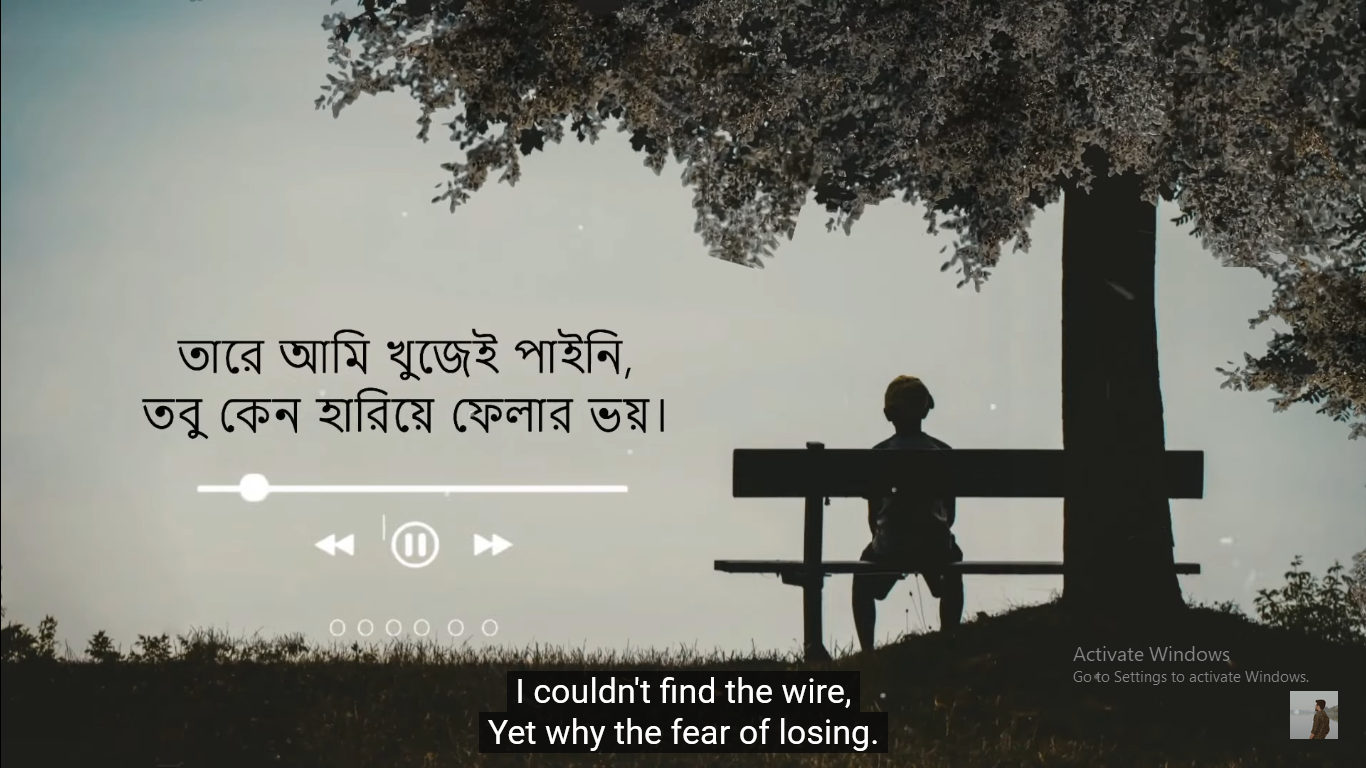 তারে আমি খুজেই পাইনি,
তবু কেন হারিয়ে ফেলার ভয়।
Activate Windows
Go to Settings to activate Windows.
I couldn't find the wire,
Yet why the fear of losing.